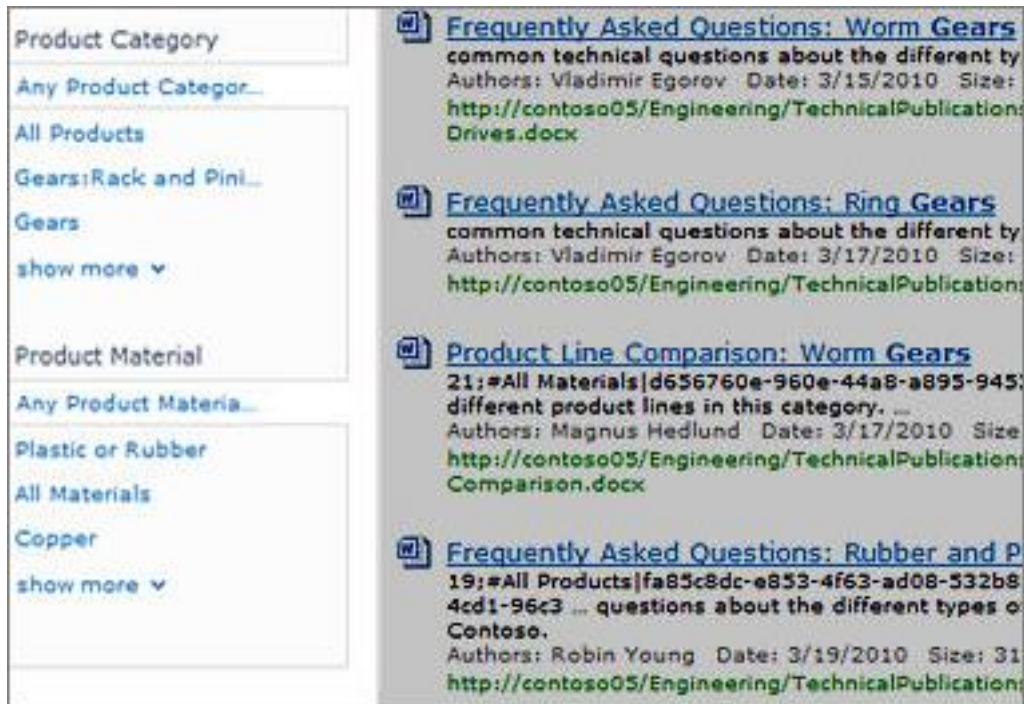 Product Category
Any Product Categor...
All Products
Gears:Rack and Pini...
Gears
show more
Product Material
Any Product Materia...
Plastic or Rubber
All Materials
Copper
show more
Frequently Asked Questions: Worm Gears
common technical questions about the different ty
Authors: Vladimir Egorov Date: 3/15/2010 Size:
http://contoso05/Engineering/TechnicalPublications
Drives.docx
Frequently Asked Questions: Ring Gears
common technical questions about the different ty
Authors: Vladimir Egorov Date: 3/17/2010 Size:
http://contoso05/Engineering/TechnicalPublications
Product Line Comparison: Worm Gears
21;#All Materials|d656760e-960e-44a8-a895-945
different product lines in this category. ...
Authors: Magnus Hedlund Date: 3/17/2010 Size
http://contoso05/Engineering/TechnicalPublications
Comparison.docx
Frequently Asked Questions: Rubber and P
19;#All Products|fa85c8dc-e853-4f63-ad08-532b8
4cd1-96c3 ... questions about the different types o
Contoso.
Authors: Robin Young Date: 3/19/2010 Size: 31
http://contoso05/Engineering/TechnicalPublications